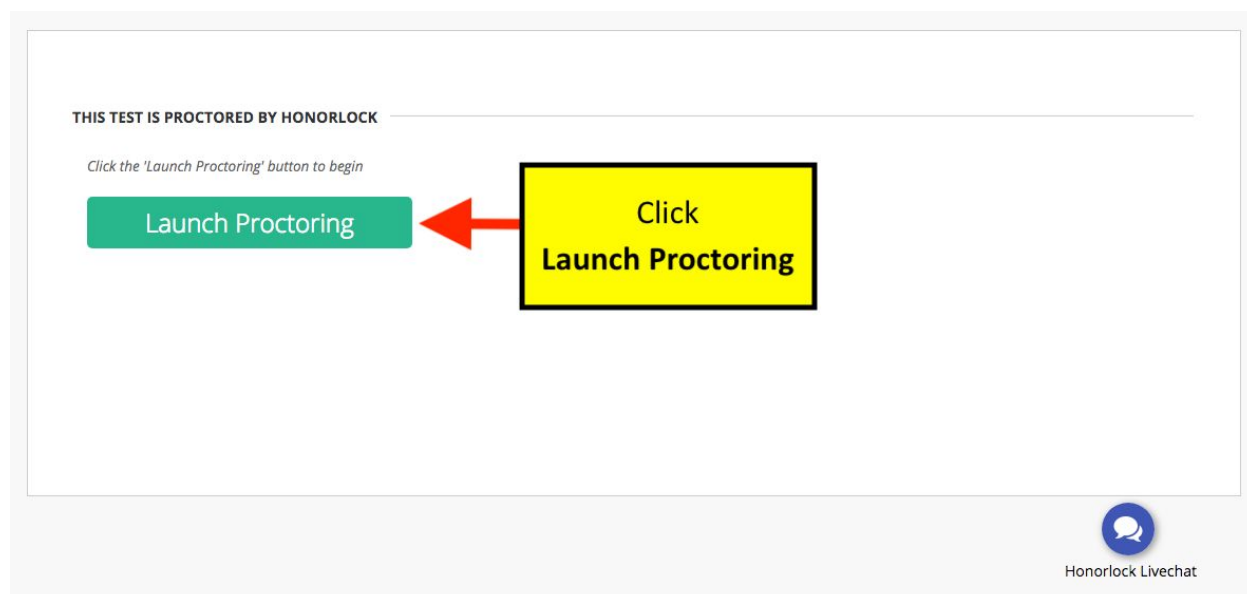 THIS TEST IS PROCTORED BY HONORLOCK
Click the 'Launch Proctoring' button to begin
Launch Proctoring
Click
Launch Proctoring
Honorlock Livechat